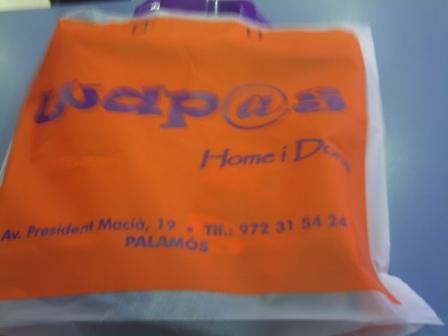 wap@s
Home i Dona
Av. President Macià, 19 • Tlf.: 972 31 54 24
PALAMÓS